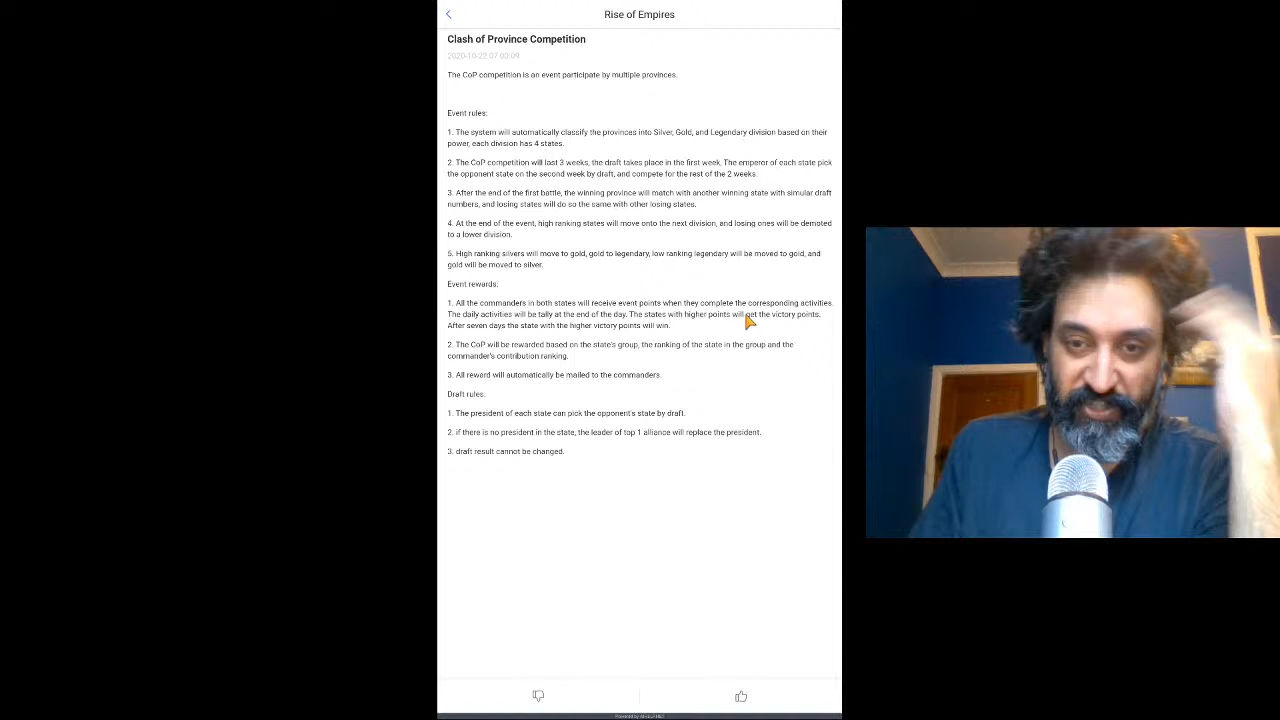 Rise of Empires
Clash of Province Competition
2020-10-22 07:00:09
The CoP competition is an event participate by multiple provinces.
Event rules:
1. The system will automatically classify the provinces into Silver, Gold, and Legendary division based on their
power, each division has 4 states.
2. The CoP competition will last 3 weeks, the draft takes place in the first week, The emperor of each state pick
the opponent state on the second week by draft, and compete for the rest of the 2 weeks.
3. After the end of the first battle, the winning province will match with another winning state with simular draft
numbers, and losing states will do so the same with other losing states.
4. At the end of the event, high ranking states will move onto the next division, and losing ones will be demoted
to a lower division.
5. High ranking silvers will move to gold, gold to legendary, low ranking legendary will be moved to gold, and
gold will be moved to silver.
Event rewards:
1. All the commanders in both states will receive event points when they complete the corresponding activities.
The daily activities will be tally at the end of the day. The states with higher points will get the victory points.
After seven days the state with the higher victory points will win.
2. The CoP will be rewarded based on the state's group, the ranking of the state in the group and the
commander's contribution ranking.
3. All reward will automatically be mailed to the commanders.
Draft rules:
1. The president of each state can pick the opponent's state by draft.
2. if there is no president in the state, the leader of top 1 alliance will replace the president.
3. draft result cannot be changed.
Powered by